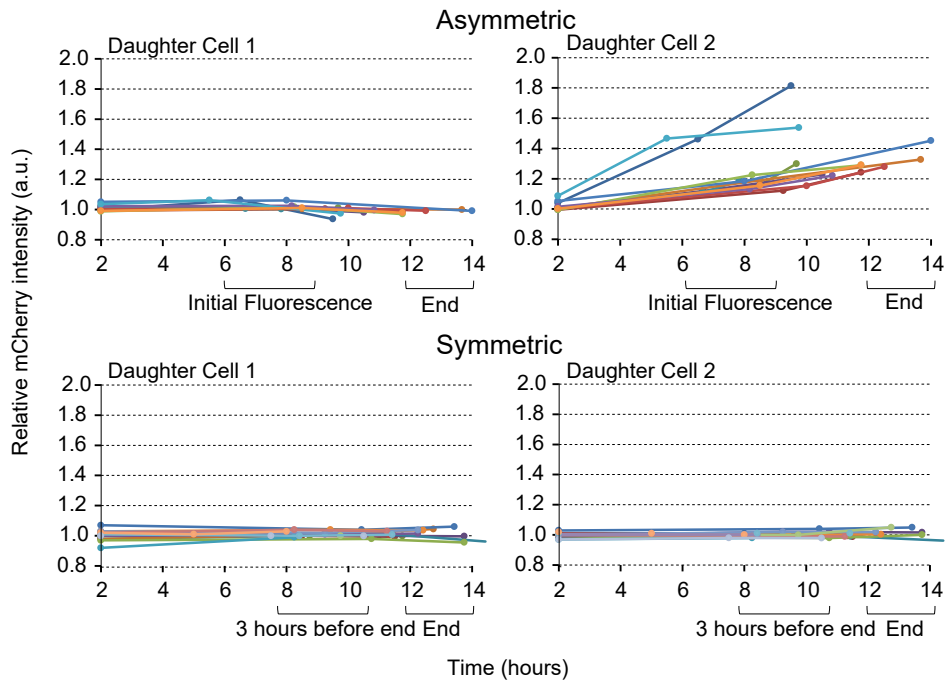 Asymmetric
Daughter Cell 1
Daughter Cell 2
2.0
1.8
1.6
1.4
1.2
1.0
0.8
2 4 6 8 10 12 14
Initial Fluorescence
End
2.0
1.8
1.6
1.4
1.2
1.0
0.8
2 4 6 8 10 12 14
Initial Fluorescence
End
Relative mCherry intensity (a.u.)
Symmetric
Daughter Cell 1
Daughter Cell 2
2.0
1.8
1.6
1.4
1.2
1.0
0.8
2 4 6 8 10 12 14
3 hours before end End
2.0
1.8
1.6
1.4
1.2
1.0
0.8
2 4 6 8 10 12 14
3 hours before end End
Time (hours)